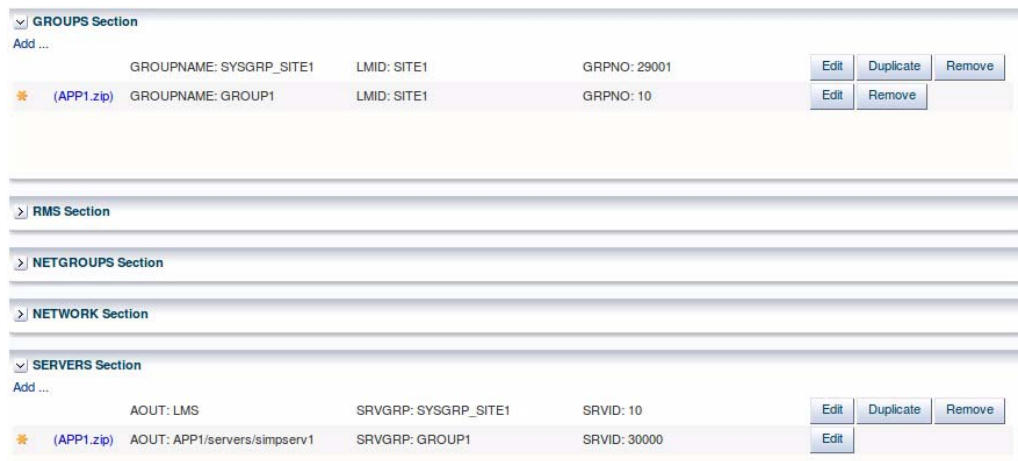 GROUPS Section
Add ...
GROUPNAME: SYSGRP_SITE1 LMID: SITE1 GRPNO: 29001 Edit Duplicate Remove
(APP1.zip) GROUPNAME: GROUP1 LMID: SITE1 GRPNO: 10 Edit Remove
RMS Section
NETGROUPS Section
NETWORK Section
SERVERS Section
Add ...
AOUT: LMS SRVGRP: SYSGRP_SITE1 SRVID: 10 Edit Duplicate Remove
(APP1.zip) AOUT: APP1/servers/simpserv1 SRVGRP: GROUP1 SRVID: 30000 Edit